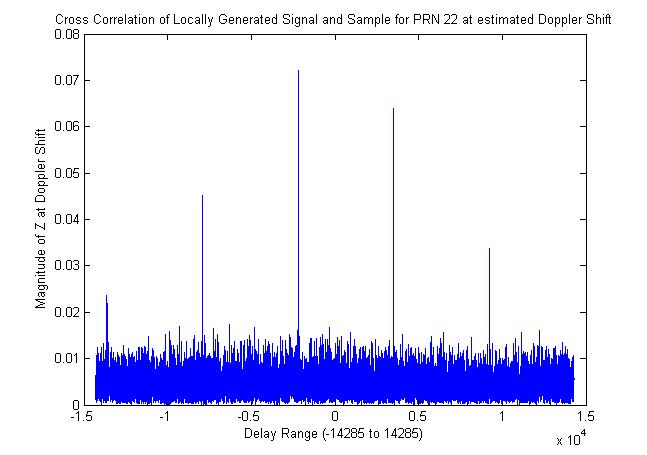 Cross Correlation of Locally Generated Signal and Sample for PRN 22 at estimated Doppler Shift
0.08
0.07
0.06
0.05
0.04
0.03
0.02
0.01
0
Magnitude of Z at Doppler Shift
-1.5 -1 -0.5 0 0.5 1 1.5
Delay Range (-14285 to 14285)
x 10^4